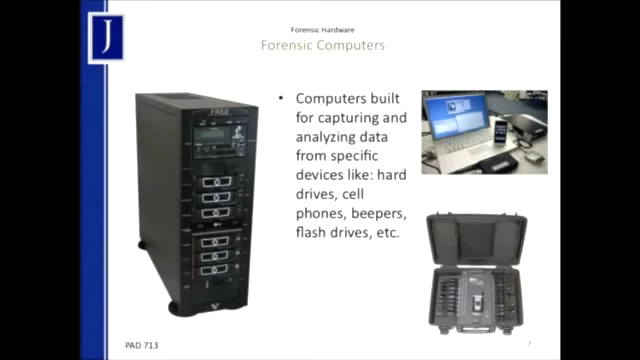 J
Forensic Hardware
Forensic Computers
FRED
• Computers built
for capturing and
analyzing data
from specific
devices like: hard
drives, cell
phones, beepers,
flash drives, etc.
PAD 713
7